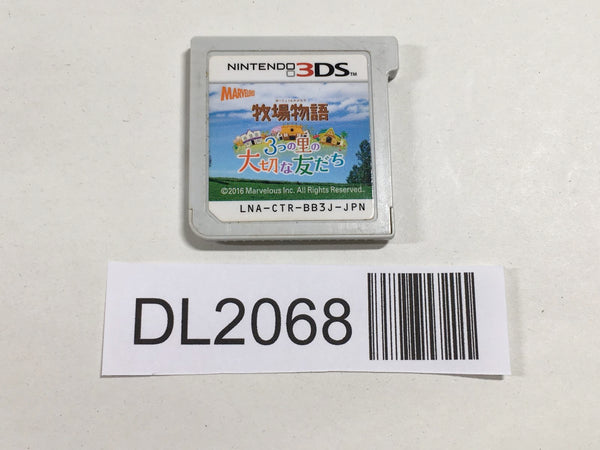 NINTENDO 3DS™
MARVELOUS!
牧場物語
3つの里の
大切な友だち
©2016 Marvelous Inc. All Rights Reserved.
LNA-CTR-BB3J-JPN
DL2068